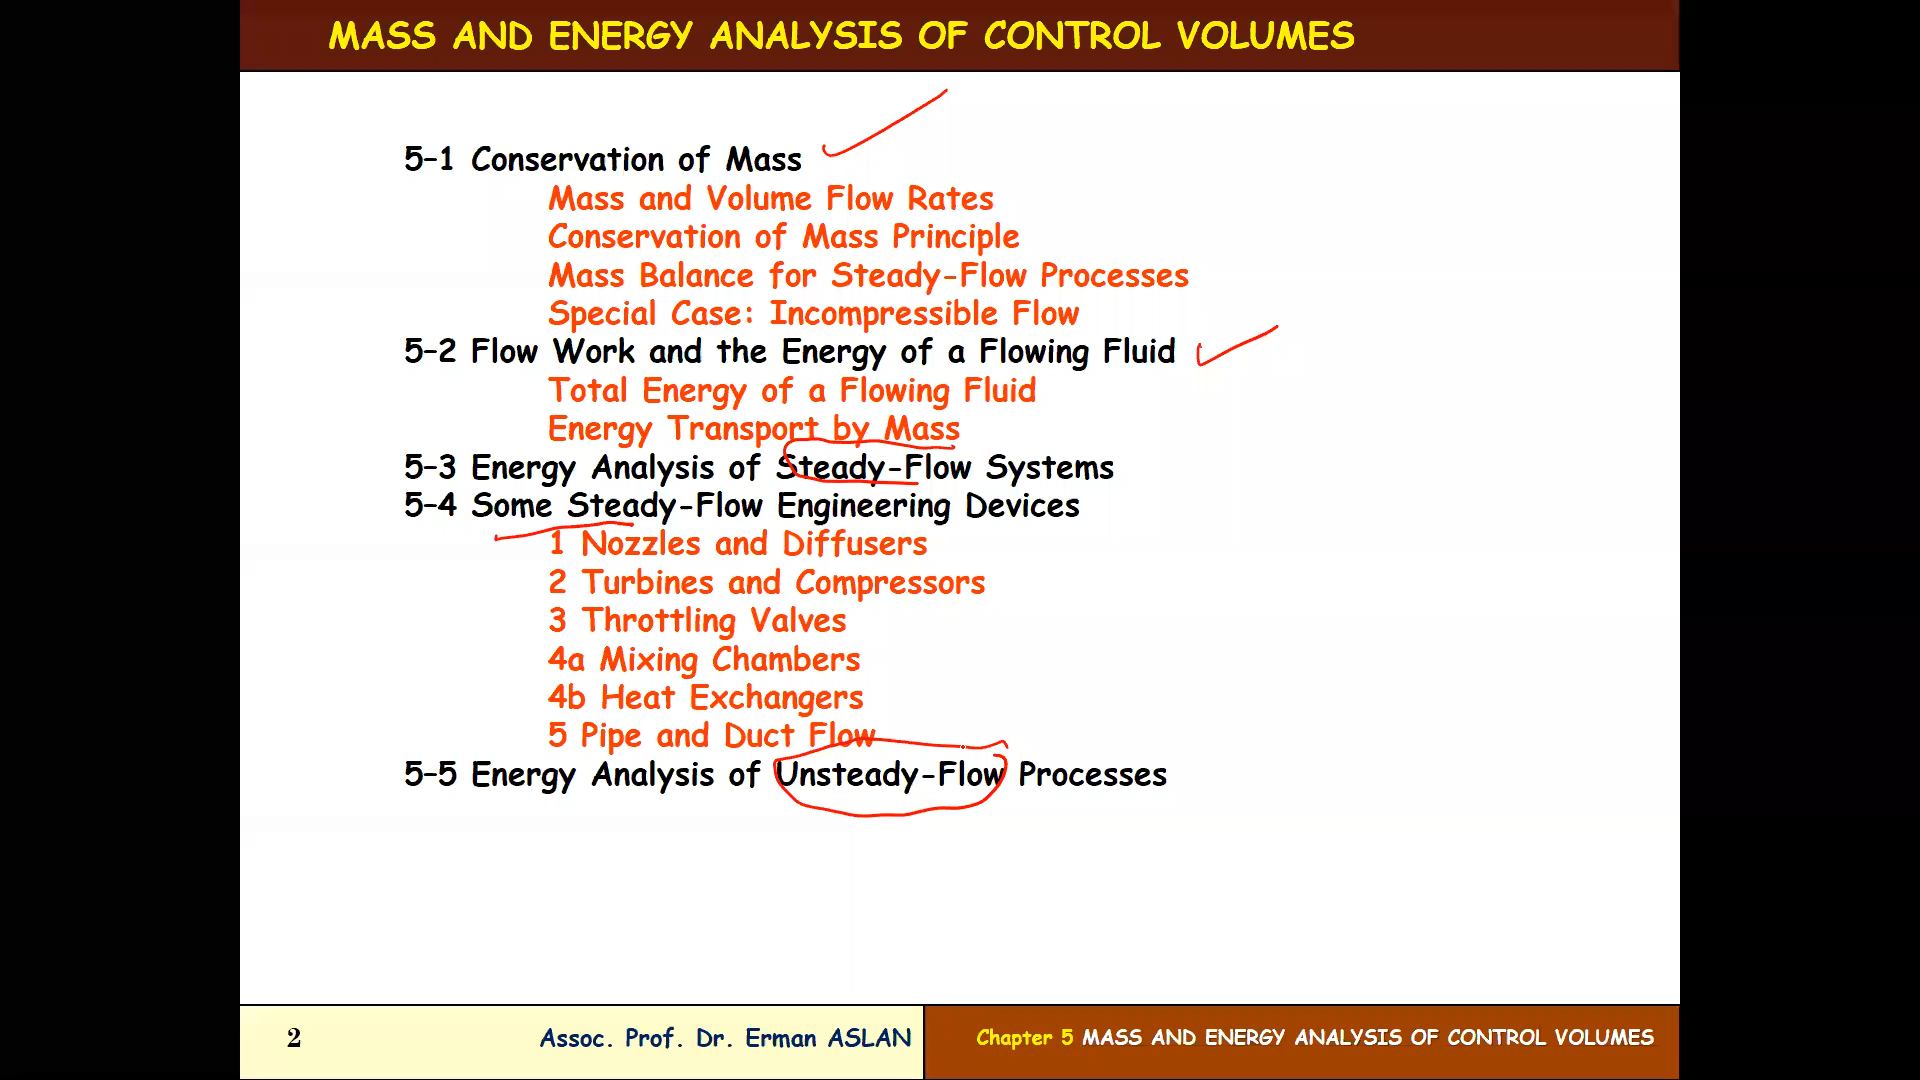 MASS AND ENERGY ANALYSIS OF CONTROL VOLUMES
5-1 Conservation of Mass
Mass and Volume Flow Rates
Conservation of Mass Principle
Mass Balance for Steady-Flow Processes
Special Case: Incompressible Flow
5-2 Flow Work and the Energy of a Flowing Fluid
Total Energy of a Flowing Fluid
Energy Transport by Mass
5-3 Energy Analysis of Steady-Flow Systems
5-4 Some Steady-Flow Engineering Devices
1 Nozzles and Diffusers
2 Turbines and Compressors
3 Throttling Valves
4a Mixing Chambers
4b Heat Exchangers
5 Pipe and Duct Flow
5-5 Energy Analysis of Unsteady-Flow Processes
2
Assoc. Prof. Dr. Erman ASLAN
Chapter 5 MASS AND ENERGY ANALYSIS OF CONTROL VOLUMES